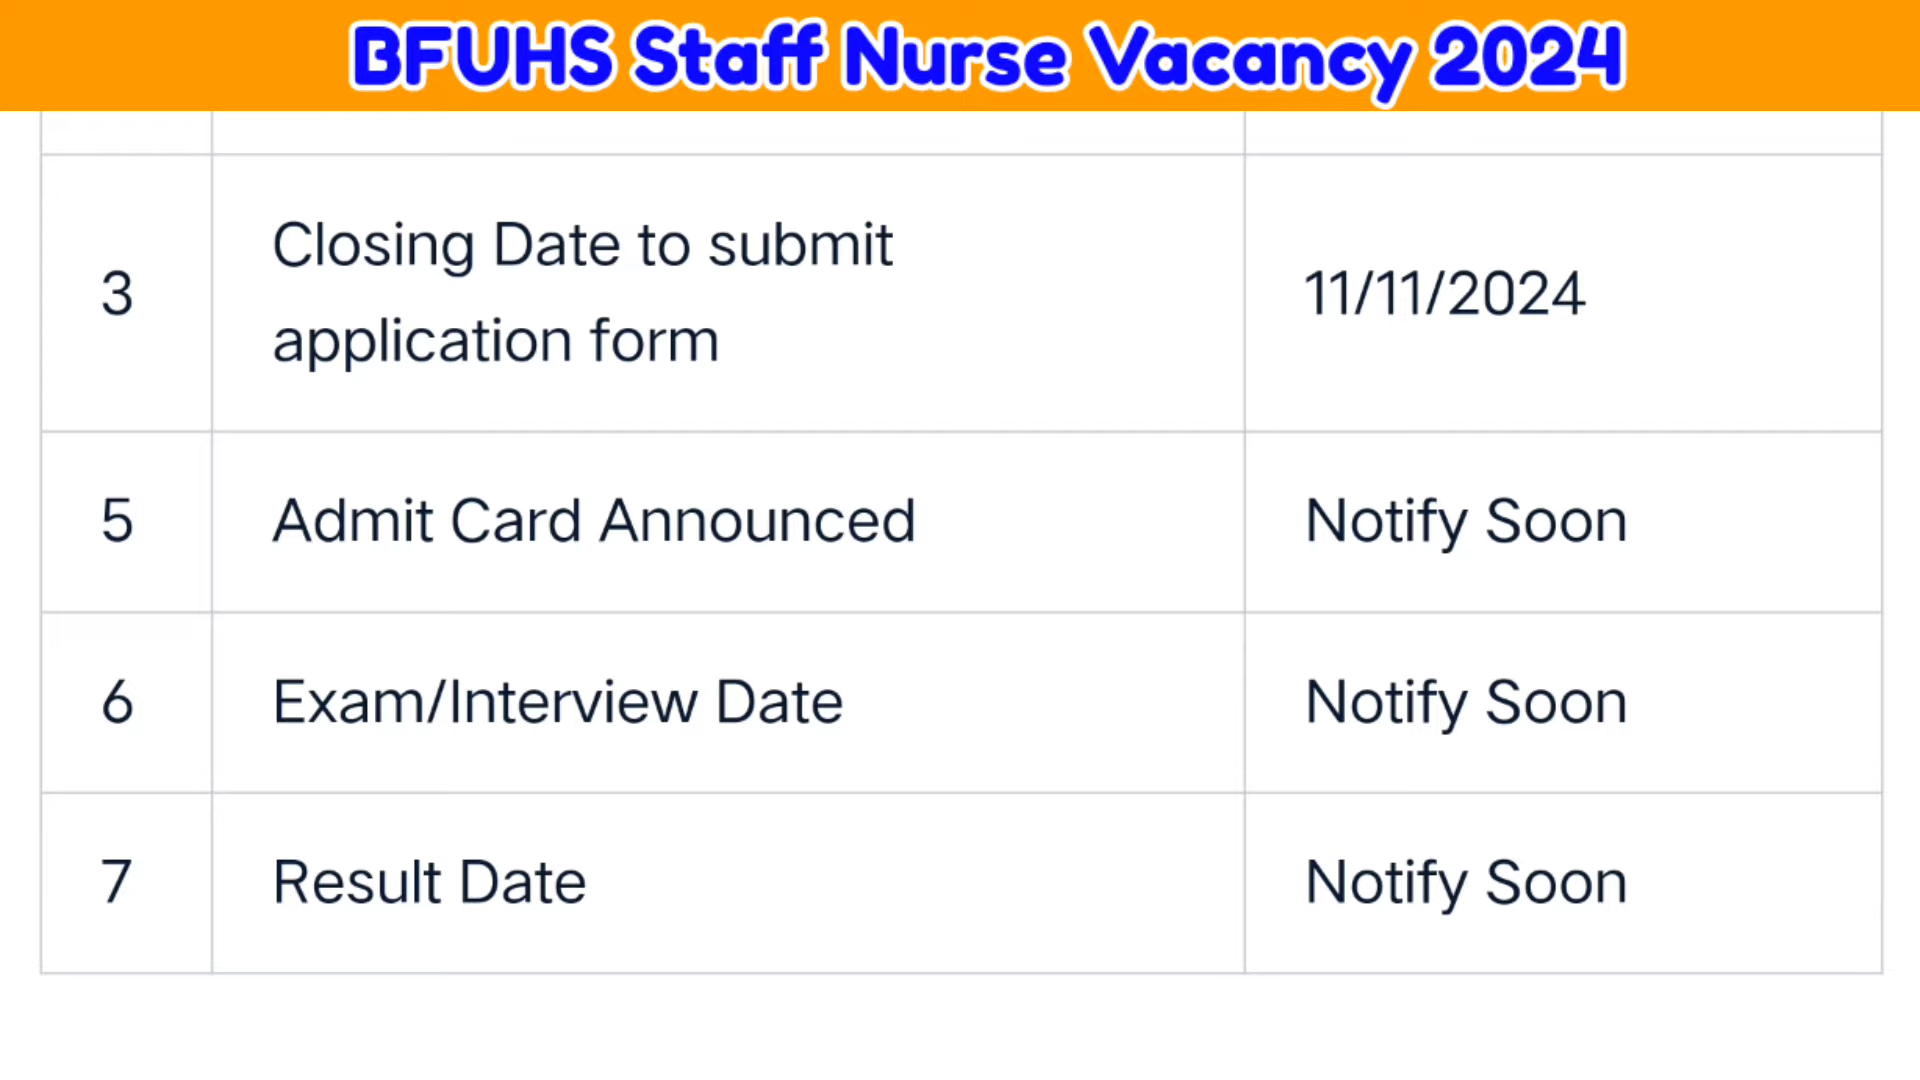 BFUHS Staff Nurse Vacancy 2024
3
Closing Date to submit
application form
11/11/2024
5 Admit Card Announced Notify Soon
6 Exam/Interview Date Notify Soon
7 Result Date Notify Soon